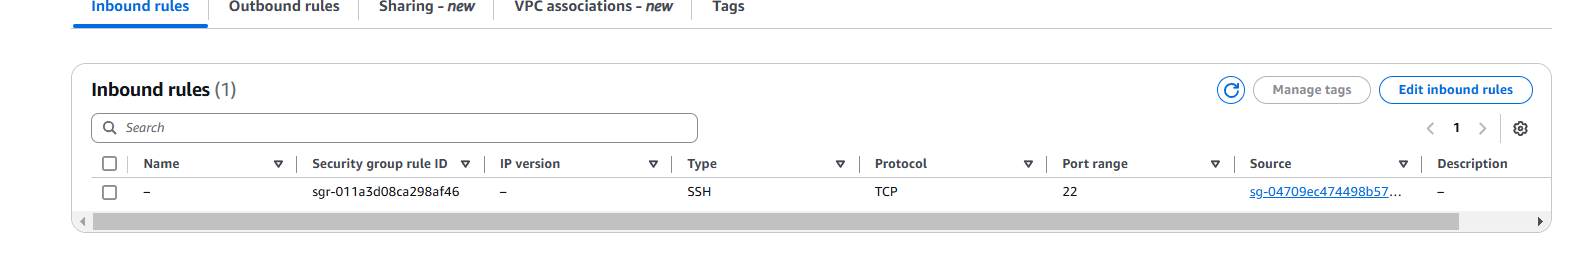 Inbound rules Outbound rules Sharing - new VPC associations - new Tags
Inbound rules (1)
Manage tags Edit inbound rules
Search
1
Name Security group rule ID IP version Type Protocol Port range Source Description
– sgr-011a3d08ca298af46 – SSH TCP 22 sg-04709ec474498b57... –